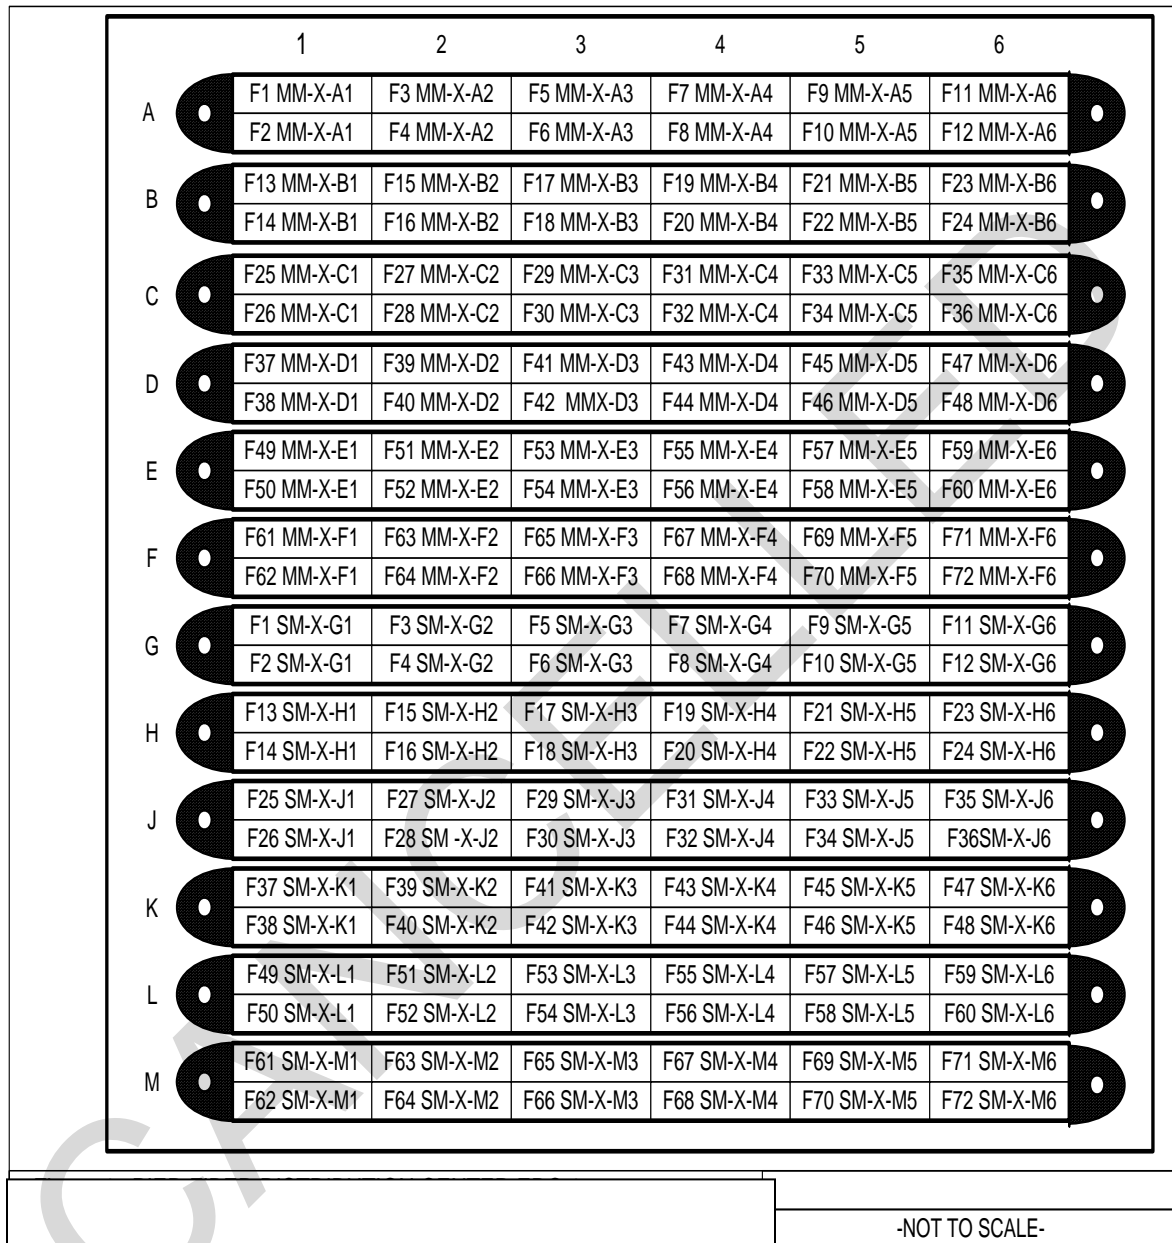 1 2 3 4 5 6
A
F1 MM-X-A1 F3 MM-X-A2 F5 MM-X-A3 F7 MM-X-A4 F9 MM-X-A5 F11 MM-X-A6
F2 MM-X-A1 F4 MM-X-A2 F6 MM-X-A3 F8 MM-X-A4 F10 MM-X-A5 F12 MM-X-A6
B
F13 MM-X-B1 F15 MM-X-B2 F17 MM-X-B3 F19 MM-X-B4 F21 MM-X-B5 F23 MM-X-B6
F14 MM-X-B1 F16 MM-X-B2 F18 MM-X-B3 F20 MM-X-B4 F22 MM-X-B5 F24 MM-X-B6
C
F25 MM-X-C1 F27 MM-X-C2 F29 MM-X-C3 F31 MM-X-C4 F33 MM-X-C5 F35 MM-X-C6
F26 MM-X-C1 F28 MM-X-C2 F30 MM-X-C3 F32 MM-X-C4 F34 MM-X-C5 F36 MM-X-C6
D
F37 MM-X-D1 F39 MM-X-D2 F41 MM-X-D3 F43 MM-X-D4 F45 MM-X-D5 F47 MM-X-D6
F38 MM-X-D1 F40 MM-X-D2 F42 MMX-D3 F44 MM-X-D4 F46 MM-X-D5 F48 MM-X-D6
E
F49 MM-X-E1 F51 MM-X-E2 F53 MM-X-E3 F55 MM-X-E4 F57 MM-X-E5 F59 MM-X-E6
F50 MM-X-E1 F52 MM-X-E2 F54 MM-X-E3 F56 MM-X-E4 F58 MM-X-E5 F60 MM-X-E6
F
F61 MM-X-F1 F63 MM-X-F2 F65 MM-X-F3 F67 MM-X-F4 F69 MM-X-F5 F71 MM-X-F6
F62 MM-X-F1 F64 MM-X-F2 F66 MM-X-F3 F68 MM-X-F4 F70 MM-X-F5 F72 MM-X-F6
G
F1 SM-X-G1 F3 SM-X-G2 F5 SM-X-G3 F7 SM-X-G4 F9 SM-X-G5 F11 SM-X-G6
F2 SM-X-G1 F4 SM-X-G2 F6 SM-X-G3 F8 SM-X-G4 F10 SM-X-G5 F12 SM-X-G6
H
F13 SM-X-H1 F15 SM-X-H2 F17 SM-X-H3 F19 SM-X-H4 F21 SM-X-H5 F23 SM-X-H6
F14 SM-X-H1 F16 SM-X-H2 F18 SM-X-H3 F20 SM-X-H4 F22 SM-X-H5 F24 SM-X-H6
J
F25 SM-X-J1 F27 SM-X-J2 F29 SM-X-J3 F31 SM-X-J4 F33 SM-X-J5 F35 SM-X-J6
F26 SM-X-J1 F28 SM -X-J2 F30 SM-X-J3 F32 SM-X-J4 F34 SM-X-J5 F36SM-X-J6
K
F37 SM-X-K1 F39 SM-X-K2 F41 SM-X-K3 F43 SM-X-K4 F45 SM-X-K5 F47 SM-X-K6
F38 SM-X-K1 F40 SM-X-K2 F42 SM-X-K3 F44 SM-X-K4 F46 SM-X-K5 F48 SM-X-K6
L
F49 SM-X-L1 F51 SM-X-L2 F53 SM-X-L3 F55 SM-X-L4 F57 SM-X-L5 F59 SM-X-L6
F50 SM-X-L1 F52 SM-X-L2 F54 SM-X-L3 F56 SM-X-L4 F58 SM-X-L5 F60 SM-X-L6
M
F61 SM-X-M1 F63 SM-X-M2 F65 SM-X-M3 F67 SM-X-M4 F69 SM-X-M5 F71 SM-X-M6
F62 SM-X-M1 F64 SM-X-M2 F66 SM-X-M3 F68 SM-X-M4 F70 SM-X-M5 F72 SM-X-M6
CANCELLED
-NOT TO SCALE-